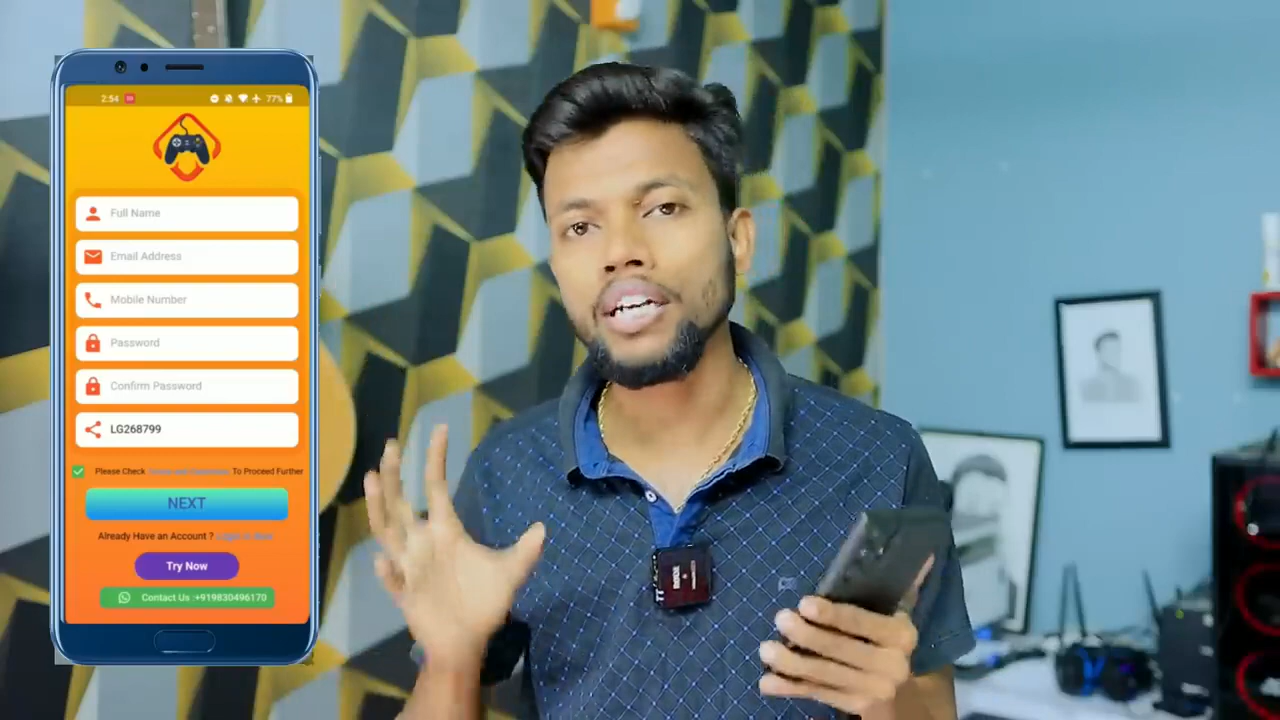 2:54
77%
Full Name
Email Address
Mobile Number
Password
Confirm Password
LG268799
Please Check To Proceed Further
NEXT
Already Have an Account ?
Try Now
Contact Us :+919830496170